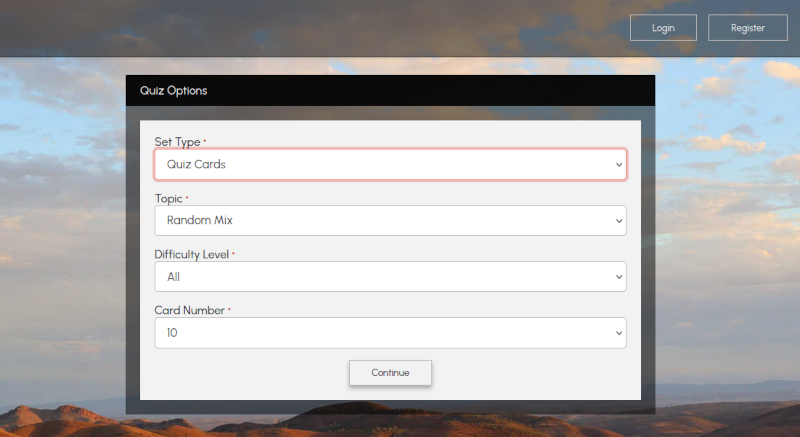 Login
Register
Quiz Options
Set Type *
Quiz Cards
Topic *
Random Mix
Difficulty Level *
All
Card Number *
10
Continue